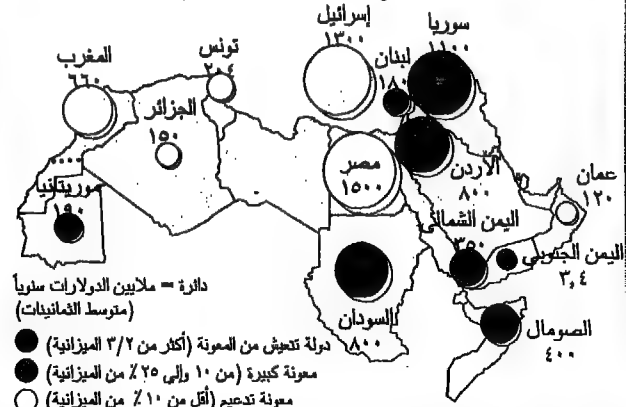 إسرائيل
١٣٠٠
سوريا
١١٠٠
لبنان
١٨٠
تونس
٢٠٤
المغرب
٦٦٠
الجزائر
١٥٠
موريتانيا
١٩٠
مصر
١٥٠٠
الأردن
٨٠٠
عمان
١٢٠
اليمن الشمالي
٣٥٠
اليمن الجنوبي
٣,٤
السودان
٨٠٠
الصومال
٤٠٠
دائرة = ملايين الدولارات سنوياً
(متوسط الثمانينات)
دولة تتعيش من المعونة (أكثر من ٣/٢ الميزانية)
معونة كبيرة (من ١٠ وإلى ٢٥ ٪ من الميزانية)
معونة تدعيم (أقل من ١٠ ٪ من الميزانية)